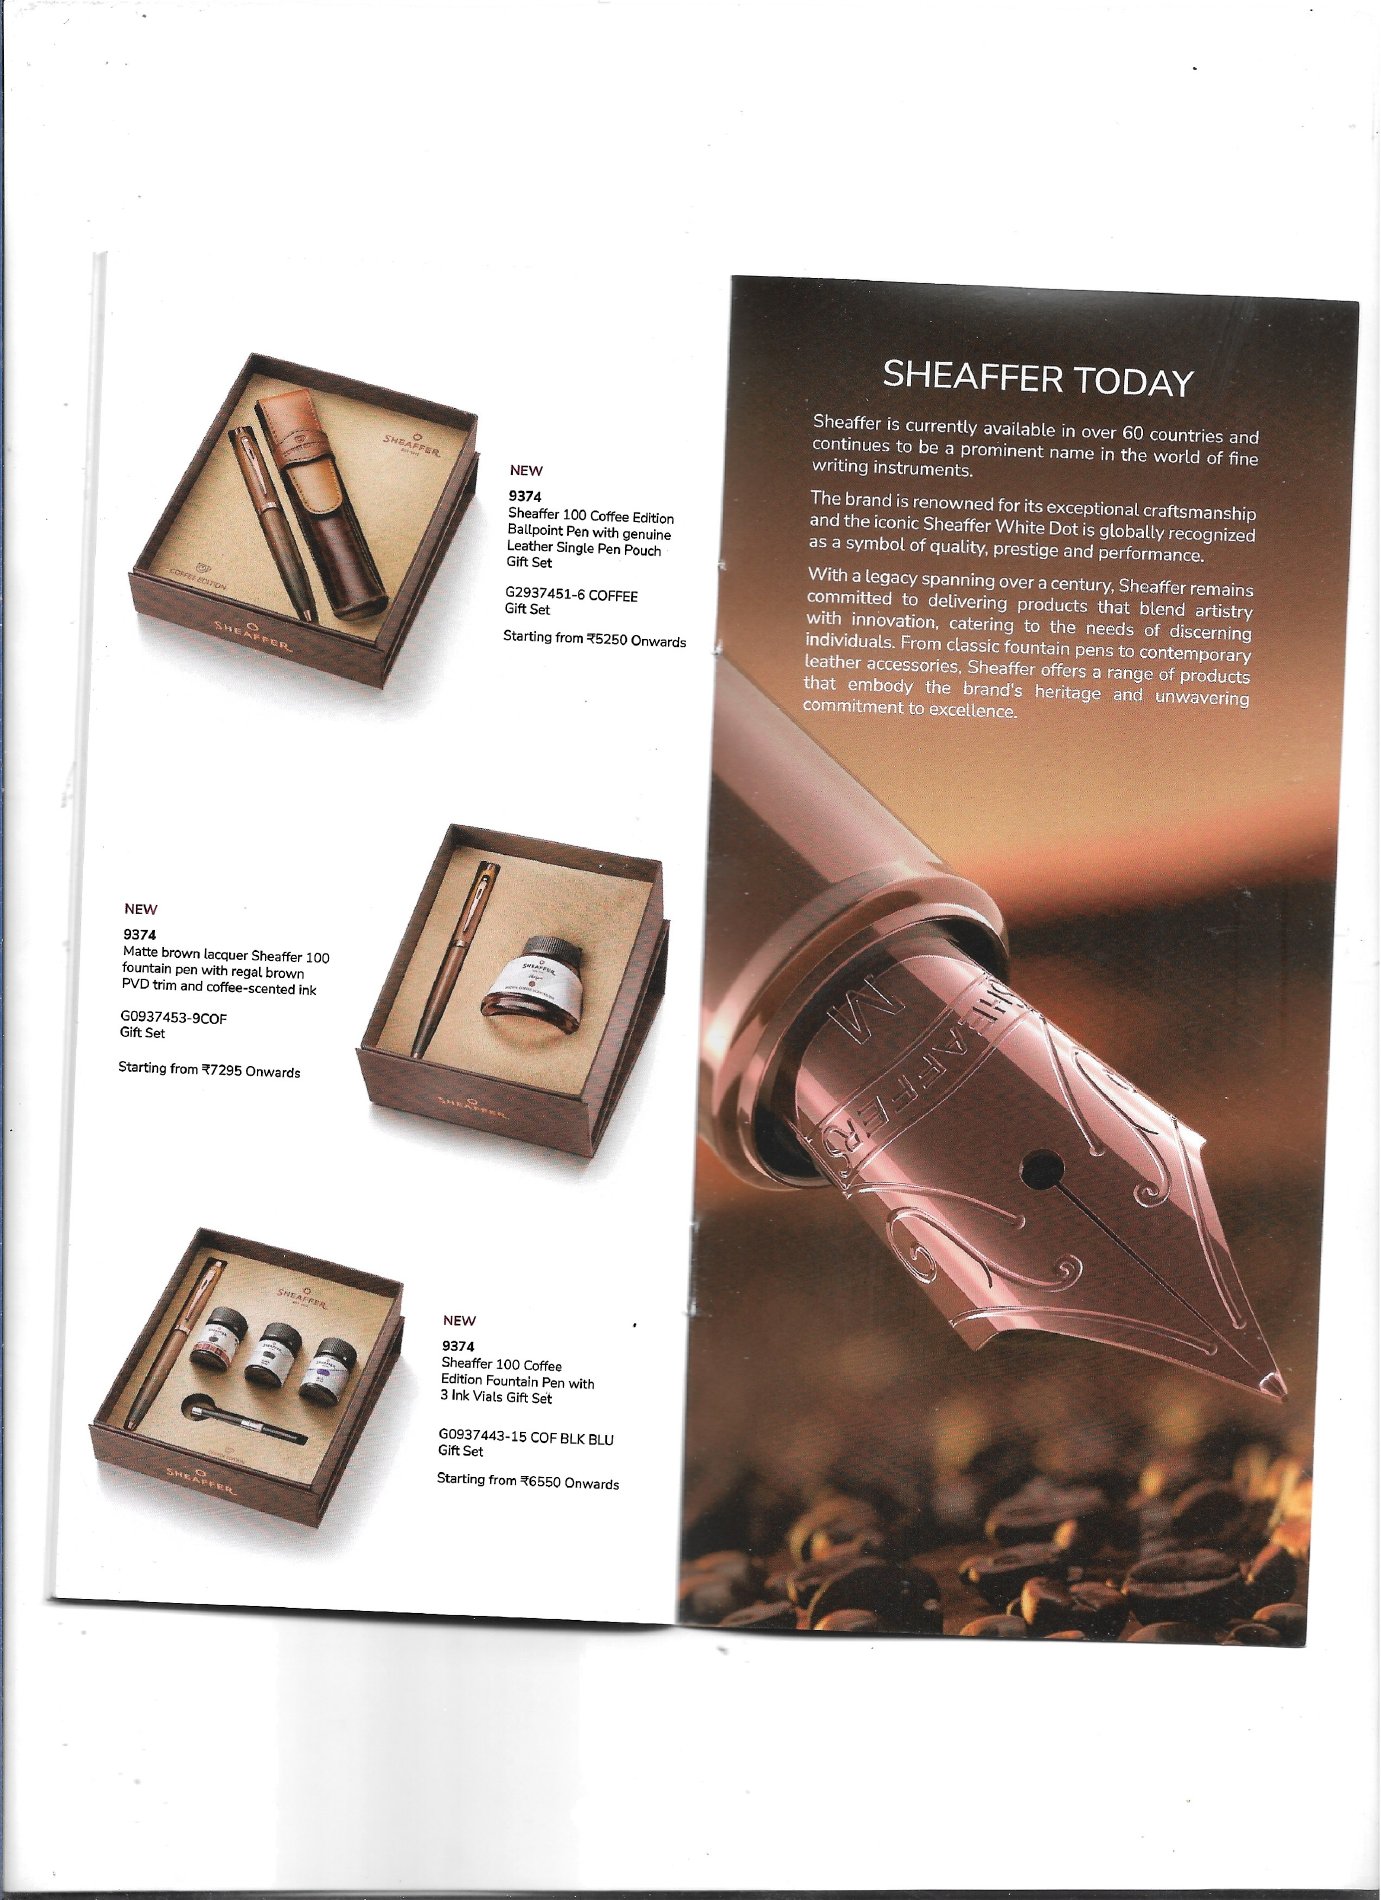 SHEAFFER
COFFEE EDITION
SHEAFFER
NEW
9374
Sheaffer 100 Coffee Edition
Ballpoint Pen with genuine
Leather Single Pen Pouch
Gift Set
G2937451-6 COFFEE
Gift Set
Starting from ₹5250 Onwards
NEW
9374
Matte brown lacquer Sheaffer 100
fountain pen with regal brown
PVD trim and coffee-scented ink
G0937453-9COF
Gift Set
Starting from ₹7295 Onwards
SHEAFFER
SHEAFFER
SHEAFFER
SHEAFFER
NEW
9374
Sheaffer 100 Coffee
Edition Fountain Pen with
3 Ink Vials Gift Set
G0937443-15 COF BLK BLU
Gift Set
Starting from ₹6550 Onwards
SHEAFFER TODAY
Sheaffer is currently available in over 60 countries and
continues to be a prominent name in the world of fine
writing instruments.
The brand is renowned for its exceptional craftsmanship
and the iconic Sheaffer White Dot is globally recognized
as a symbol of quality, prestige and performance.
With a legacy spanning over a century, Sheaffer remains
committed to delivering products that blend artistry
with innovation, catering to the needs of discerning
individuals. From classic fountain pens to contemporary
leather accessories, Sheaffer offers a range of products
that embody the brand's heritage and unwavering
commitment to excellence.
M
SHEAFFER